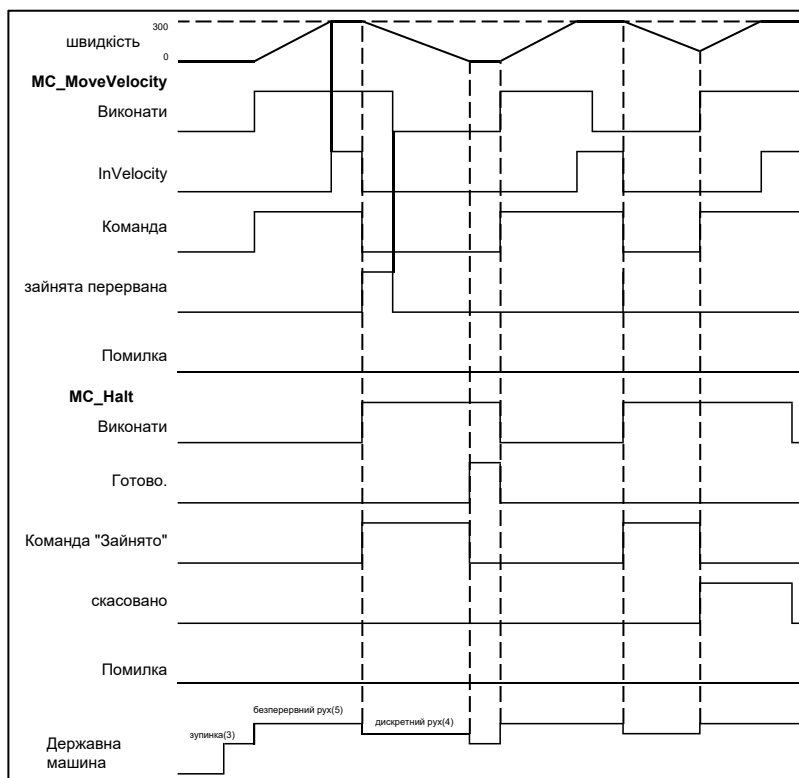 300
швидкість
0
MC_MoveVelocity
Виконати
InVelocity
Команда
зайнята перервана
Помилка
MC_Halt
Виконати
Готово.
Команда "Зайнято"
скасовано
Помилка
безперервний рух(5)
дискретний рух(4)
зупинка(3)
Державна
машина